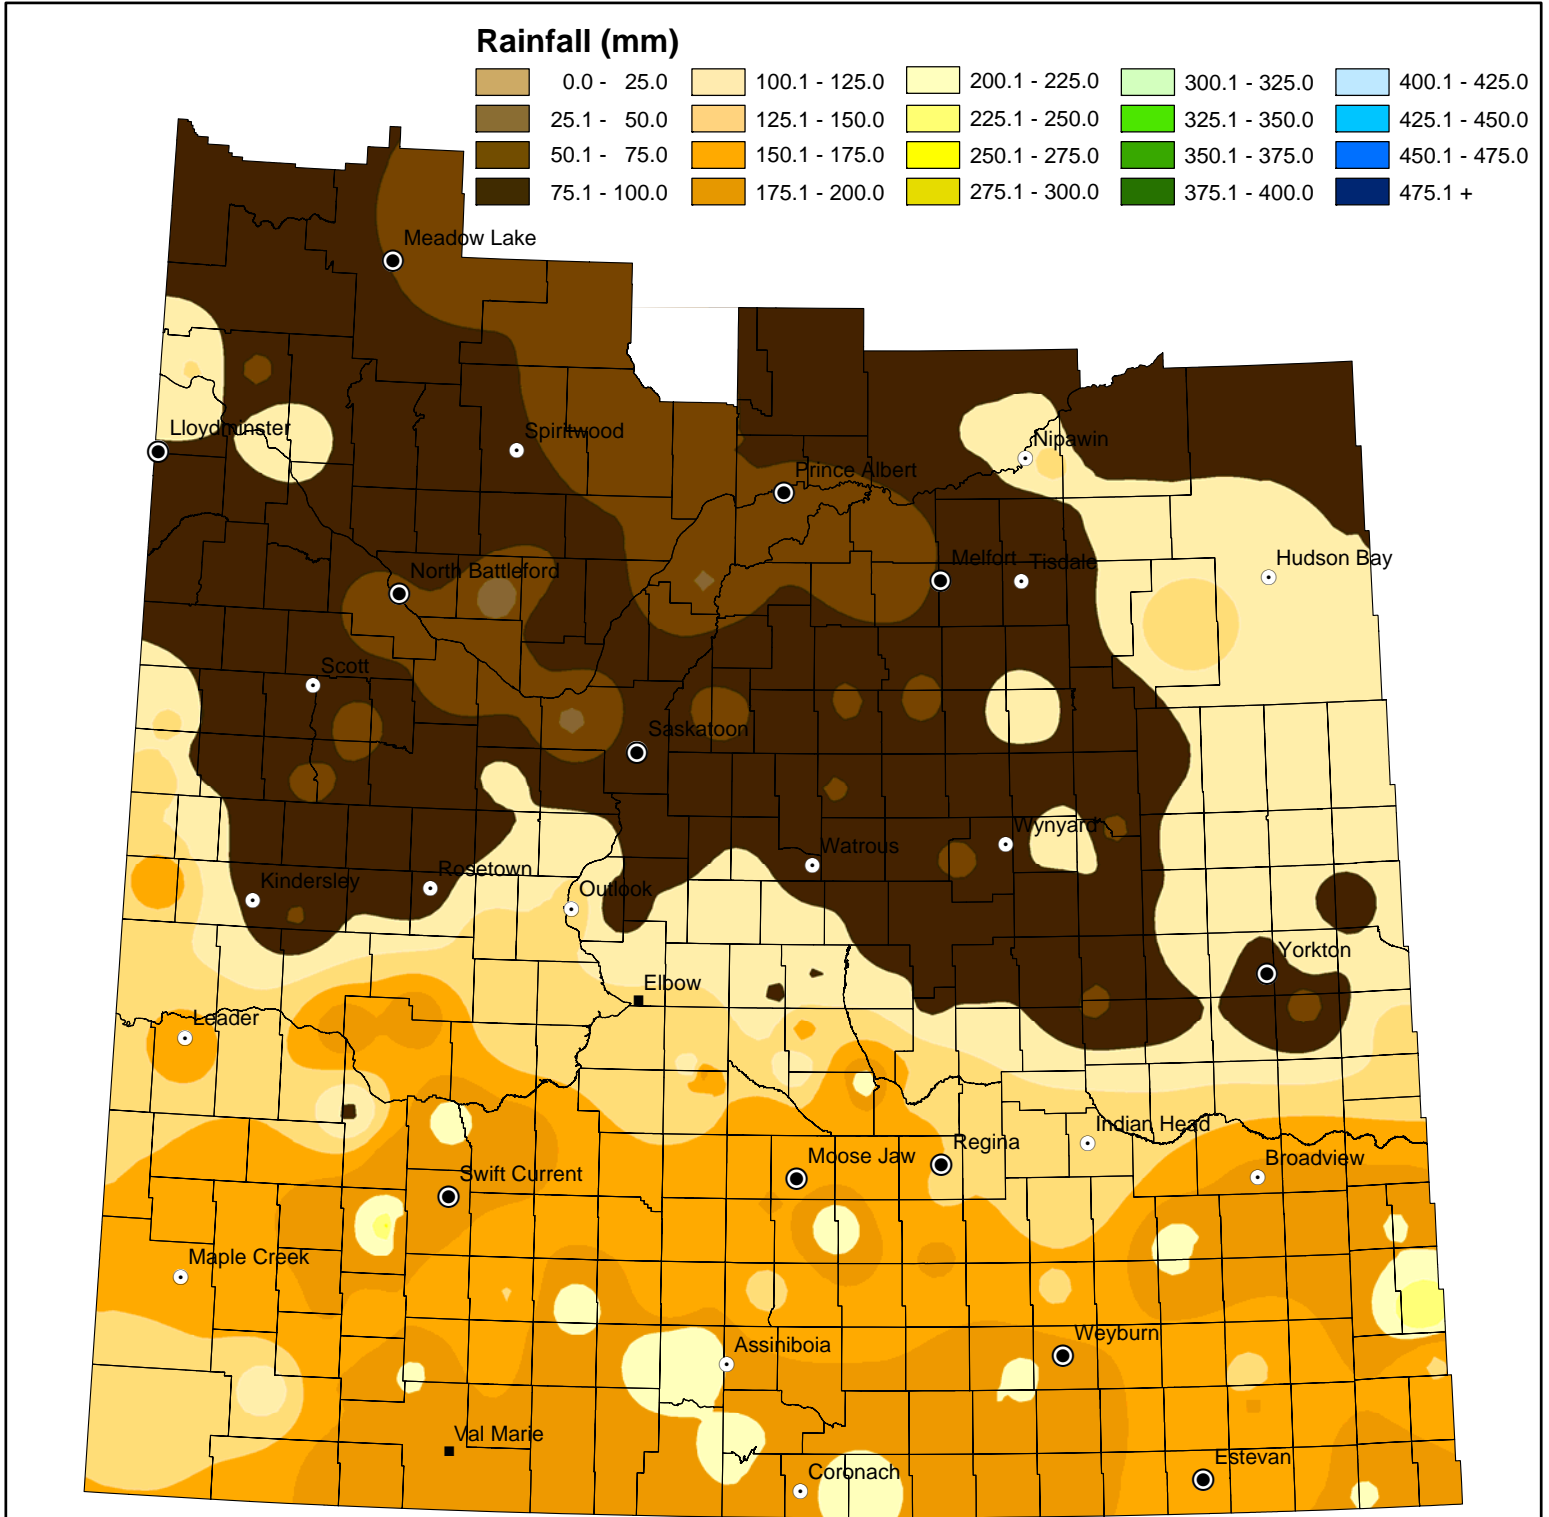 Rainfall (mm)
0.0 - 25.0
25.1 - 50.0
50.1 - 75.0
75.1 - 100.0
100.1 - 125.0
125.1 - 150.0
150.1 - 175.0
175.1 - 200.0
200.1 - 225.0
225.1 - 250.0
250.1 - 275.0
275.1 - 300.0
300.1 - 325.0
325.1 - 350.0
350.1 - 375.0
375.1 - 400.0
400.1 - 425.0
425.1 - 450.0
450.1 - 475.0
475.1 +
Meadow Lake
Lloydminster
Spiritwood
Nipawin
Prince Albert
North Battleford
Melfort
Tisdale
Hudson Bay
Scott
Saskatoon
Wynyard
Watrous
Rosetown
Kindersley
Outlook
Yorkton
Elbow
Leader
Indian Head
Regina
Moose Jaw
Broadview
Swift Current
Maple Creek
Assiniboia
Weyburn
Val Marie
Coronach
Estevan